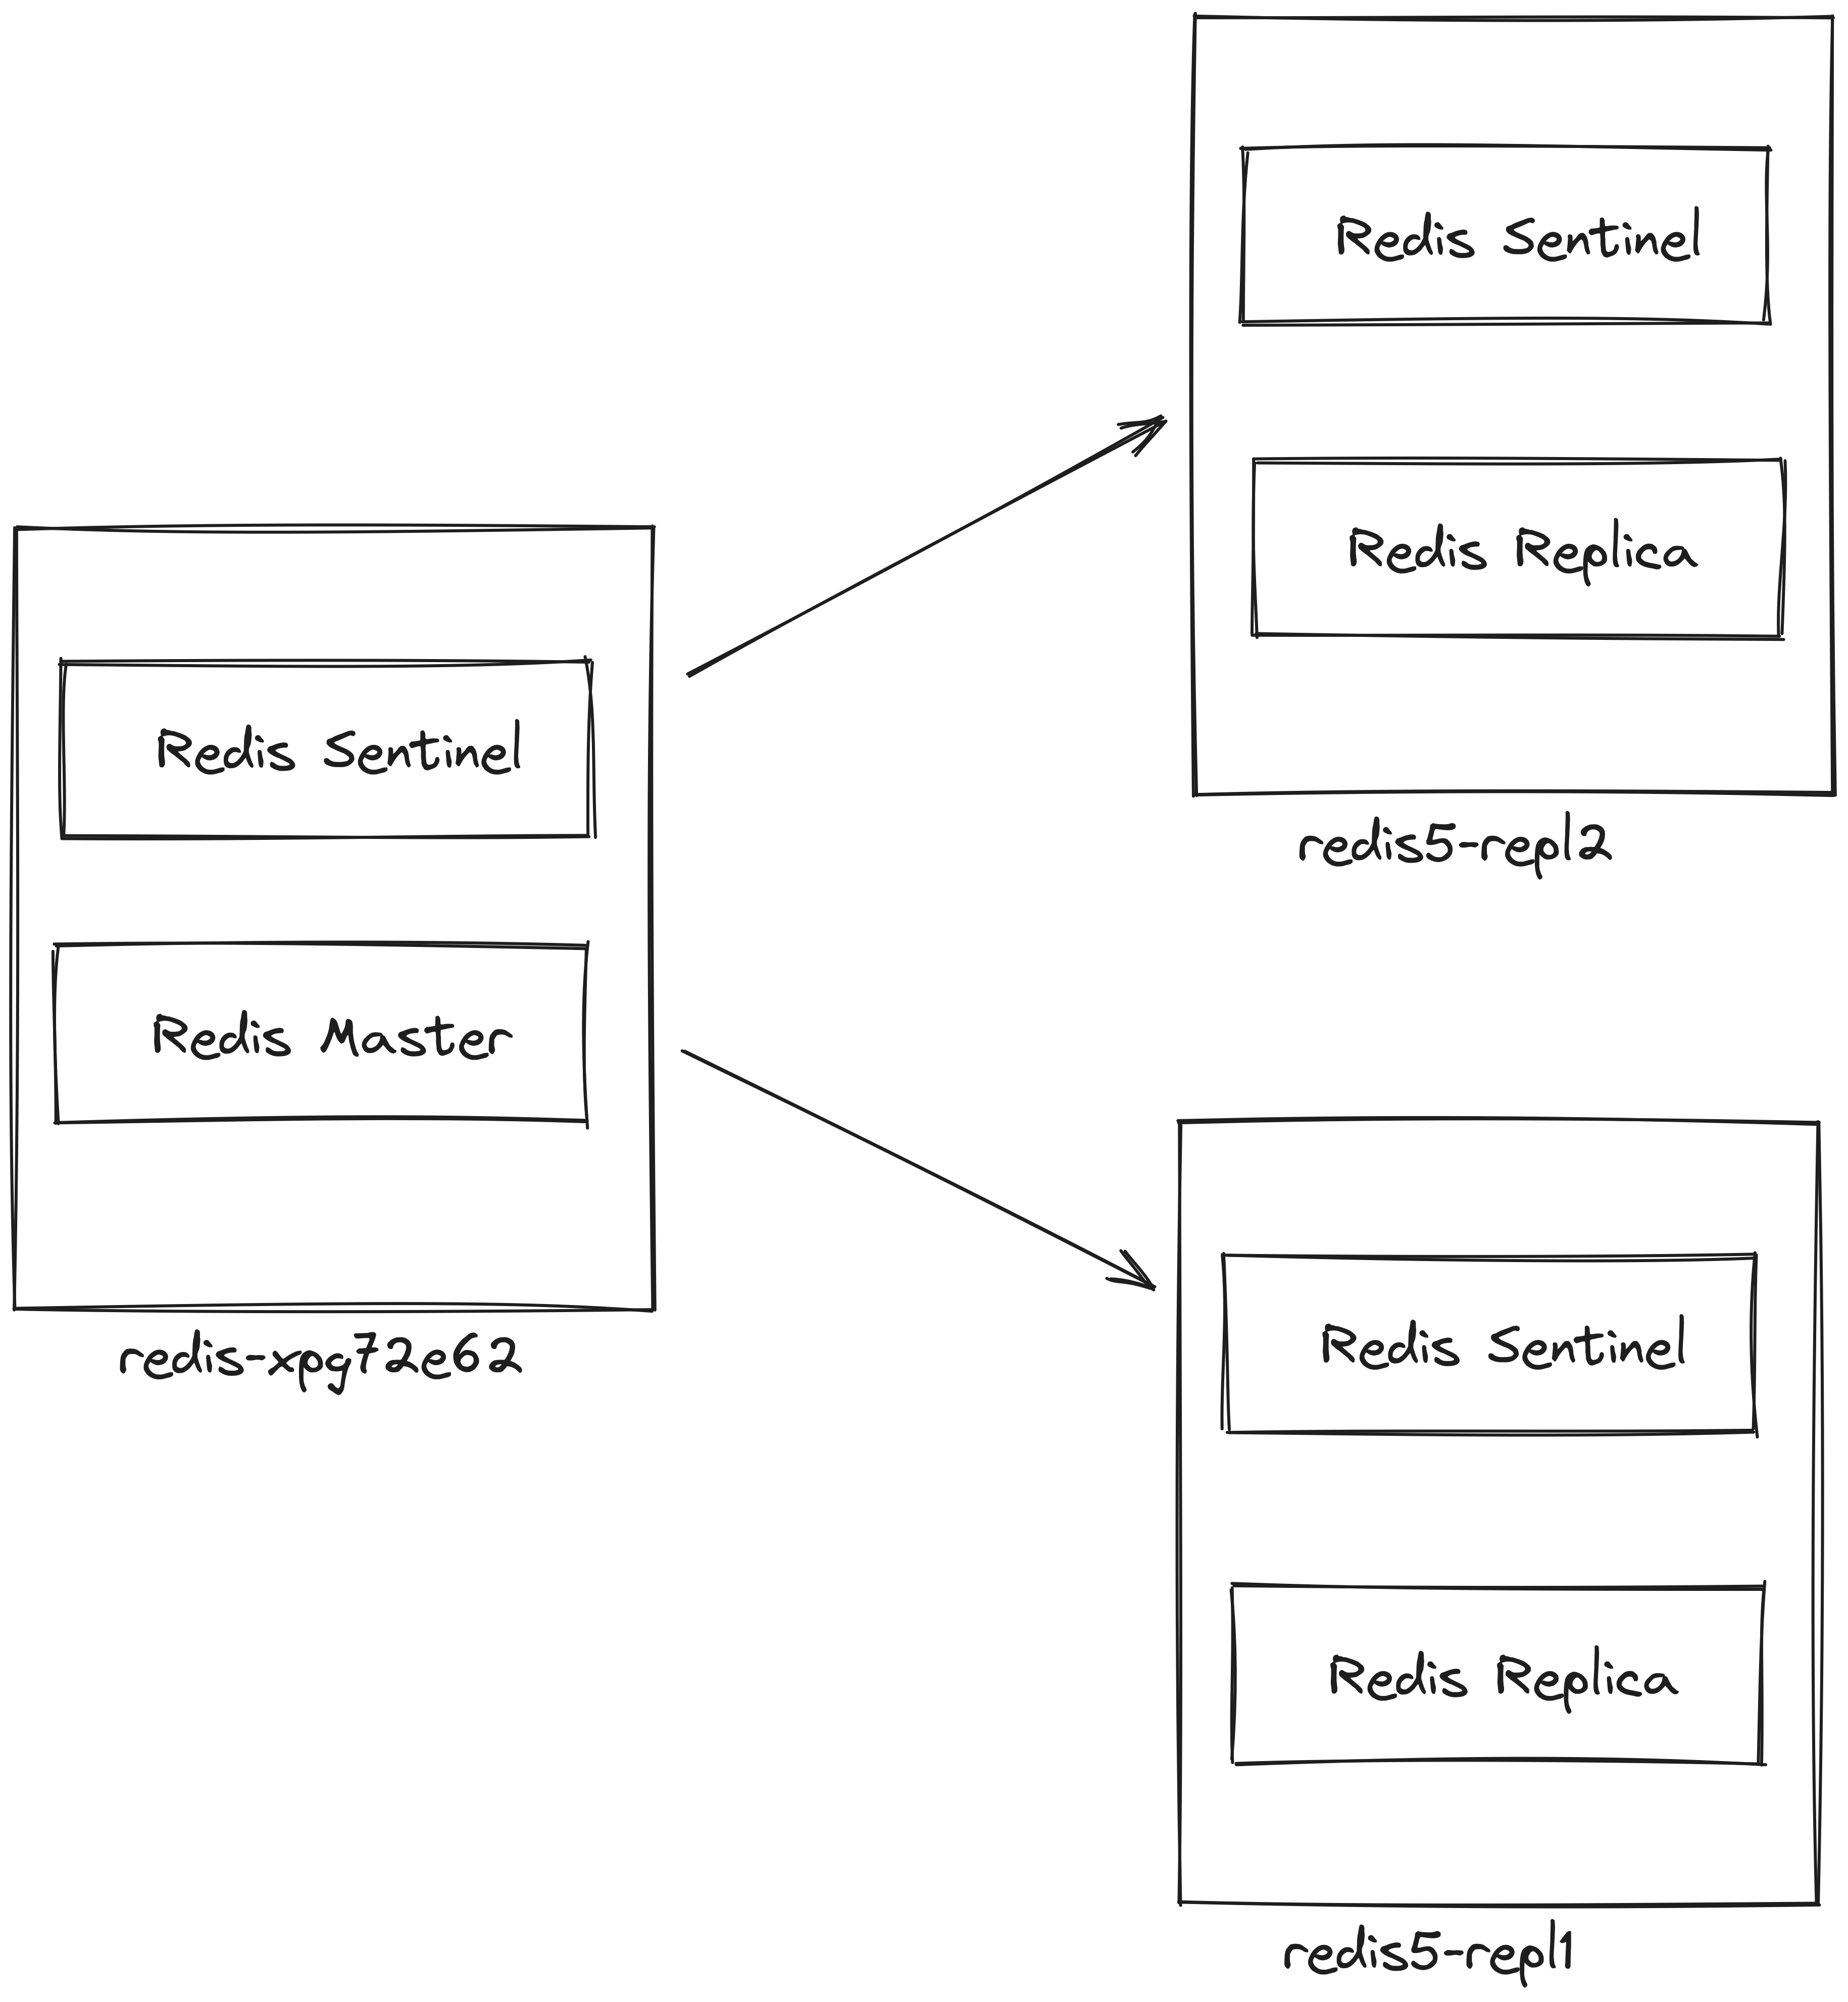 Redis Sentinel
Redis Replica
redis5-repl2
Redis Sentinel
Redis Master
redis-xpg72e62
Redis Sentinel
Redis Replica
redis5-repl1